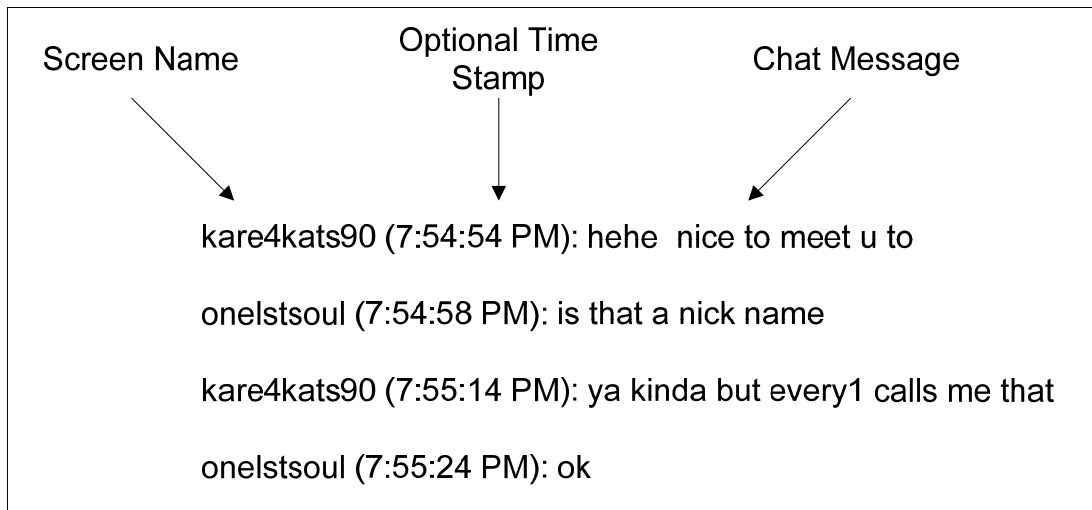 Screen Name
Optional Time
Stamp
Chat Message
kare4kats90 (7:54:54 PM): hehe  nice to meet u to
onelstsoul (7:54:58 PM): is that a nick name
kare4kats90 (7:55:14 PM): ya kinda but every1 calls me that
onelstsoul (7:55:24 PM): ok